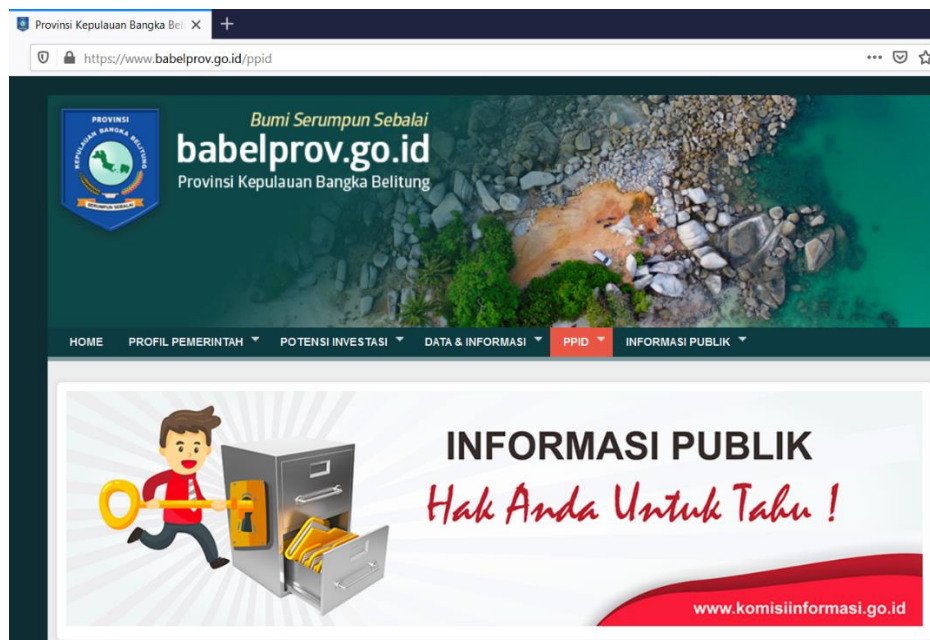 Provinsi Kepulauan Bangka Bel
https://www.babelprov.go.id/ppid
PROVINSI
KEPULAUAN BANGKA BELITUNG
SERUMPUN SEBALAI
Bumi Serumpun Sebalai
babelprov.go.id
Provinsi Kepulauan Bangka Belitung
HOME PROFIL PEMERINTAH POTENSI INVESTASI DATA & INFORMASI PPID INFORMASI PUBLIK
INFORMASI PUBLIK
Hak Anda Untuk Tahu !
www.komisiinformasi.go.id